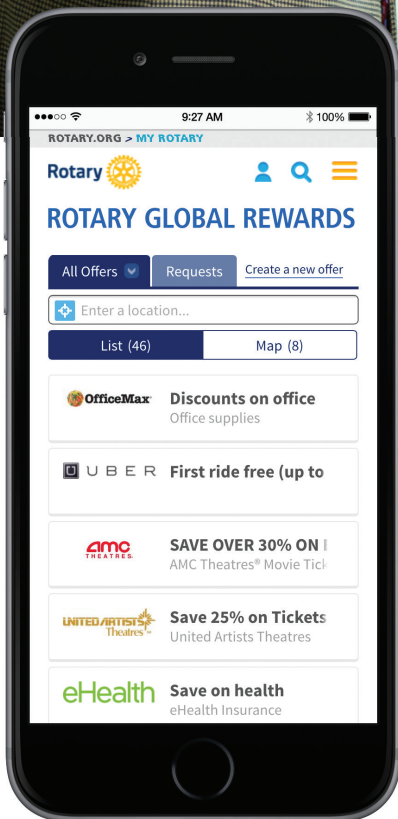 9:27 AM
100%
ROTARY.ORG > MY ROTARY
Rotary
ROTARY GLOBAL REWARDS
All Offers
Requests
Create a new offer
Enter a location...
List (46)
Map (8)
OfficeMax
Discounts on office
Office supplies
UBER
First ride free (up to
AMC
THEATRES
SAVE OVER 30% ON
AMC Theatres® Movie
UNITED ARTISTS
Theatres
Save 25% on Tickets
United Artists Theatres
eHealth
Save on health
eHealth Insurance